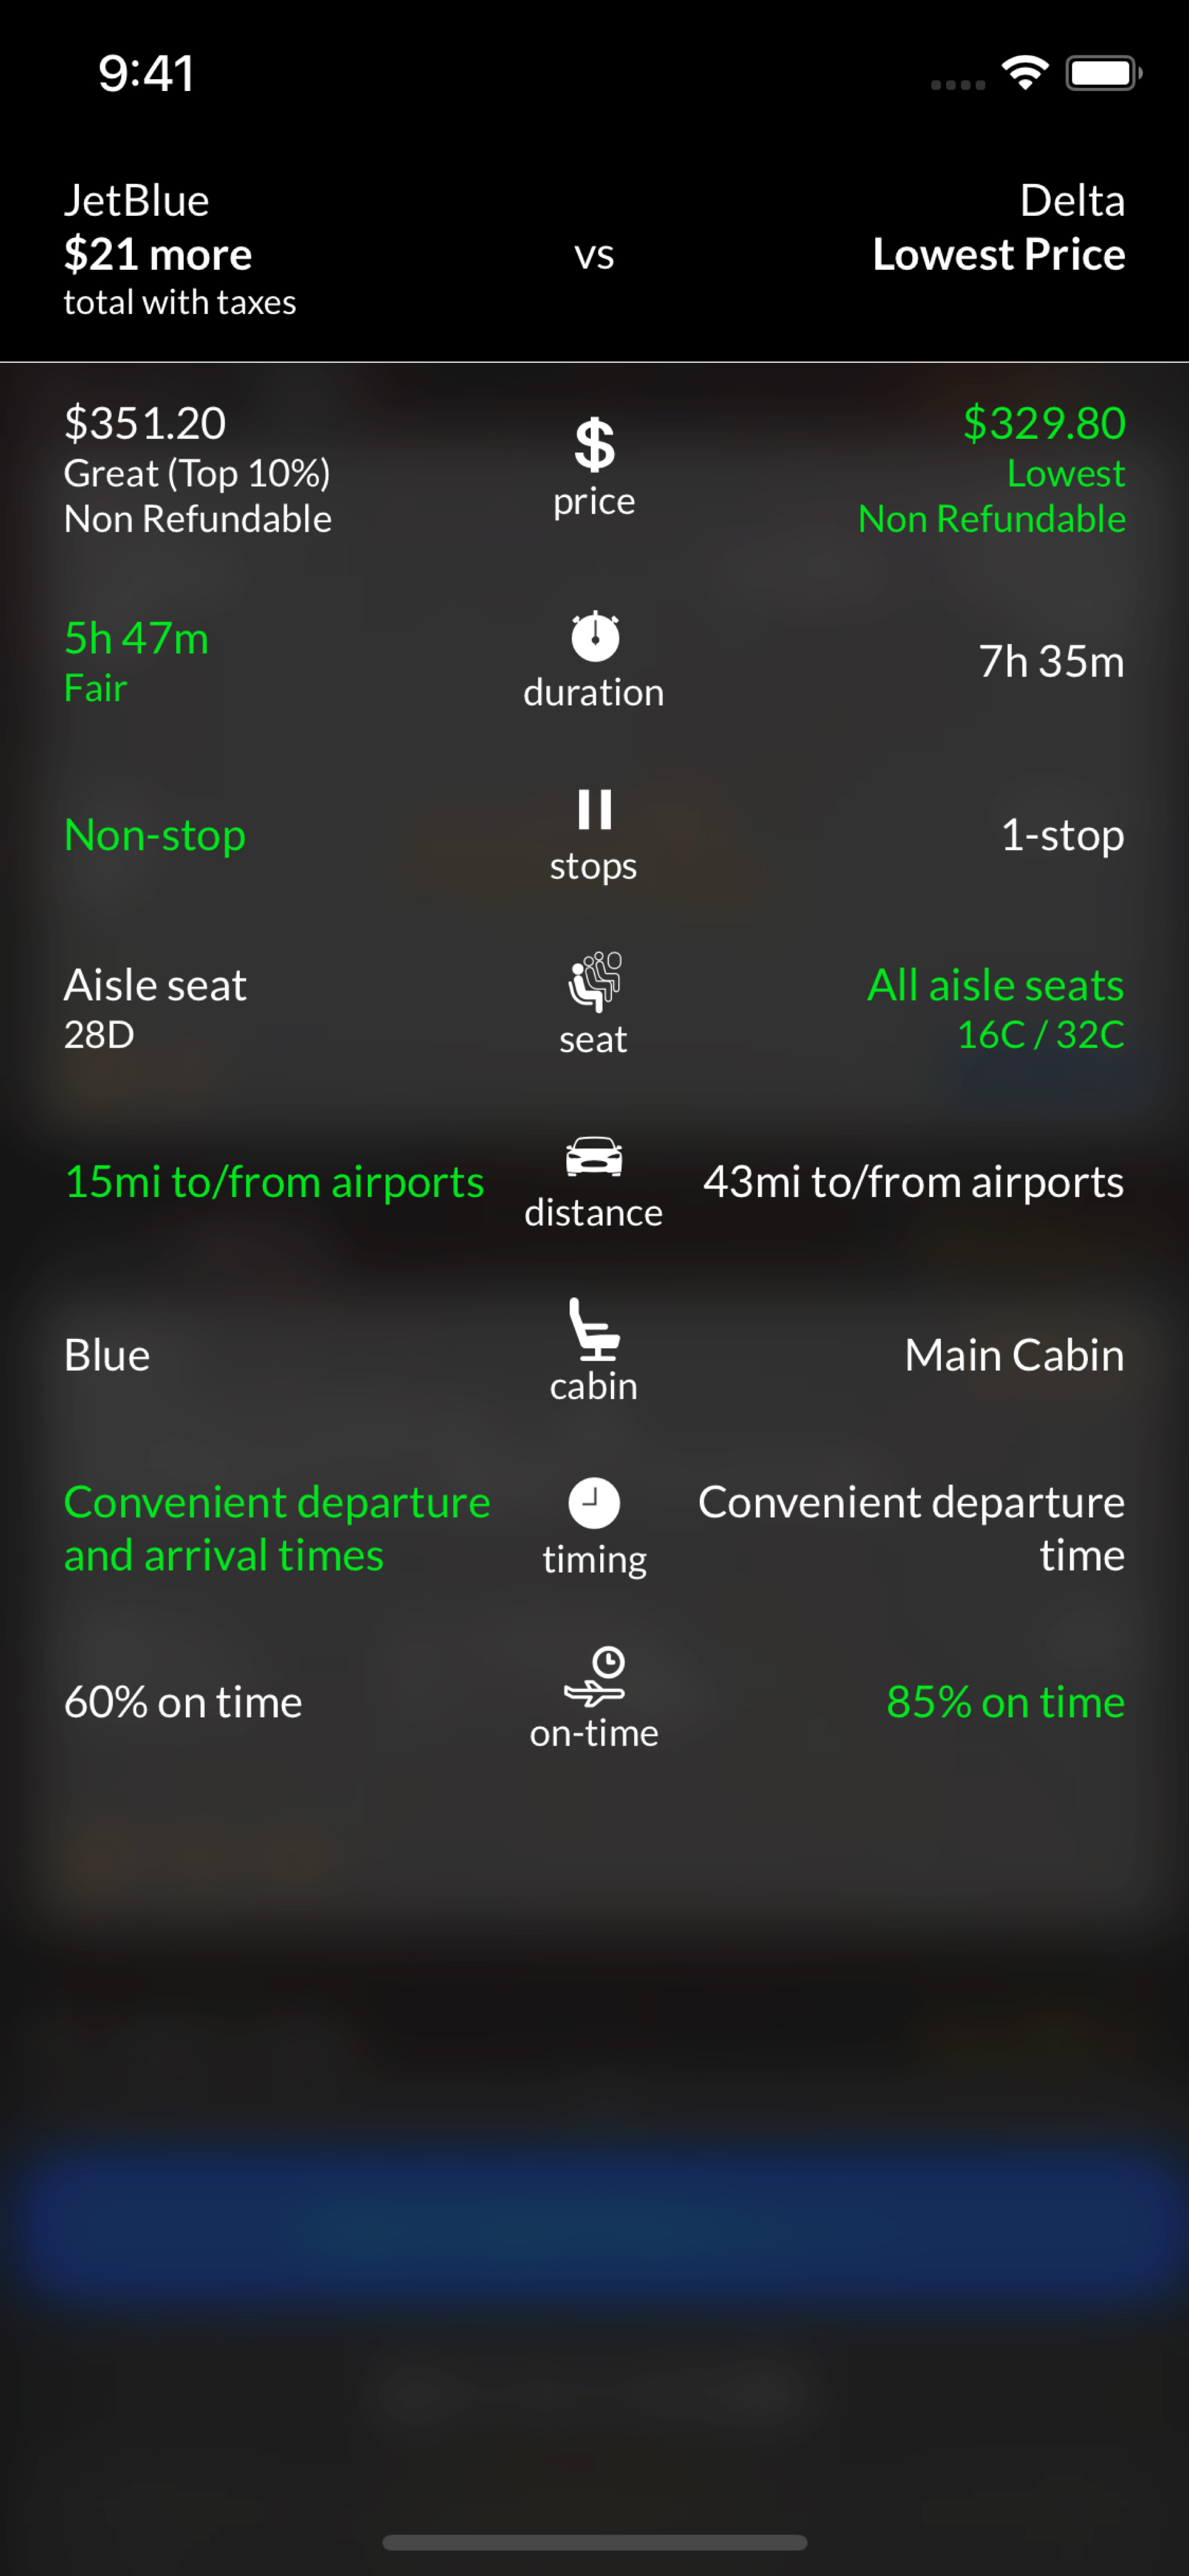 9:41
JetBlue
$21 more
total with taxes
vs
Delta
Lowest Price
$351.20
Great (Top 10%)
Non Refundable
price
$329.80
Lowest
Non Refundable
5h 47m
Fair
duration
7h 35m
Non-stop
stops
1-stop
Aisle seat
28D
seat
All aisle seats
16C / 32C
15mi to/from airports
distance
43mi to/from airports
Blue
cabin
Main Cabin
Convenient departure
and arrival times
timing
Convenient departure
time
60% on time
on-time
85% on time